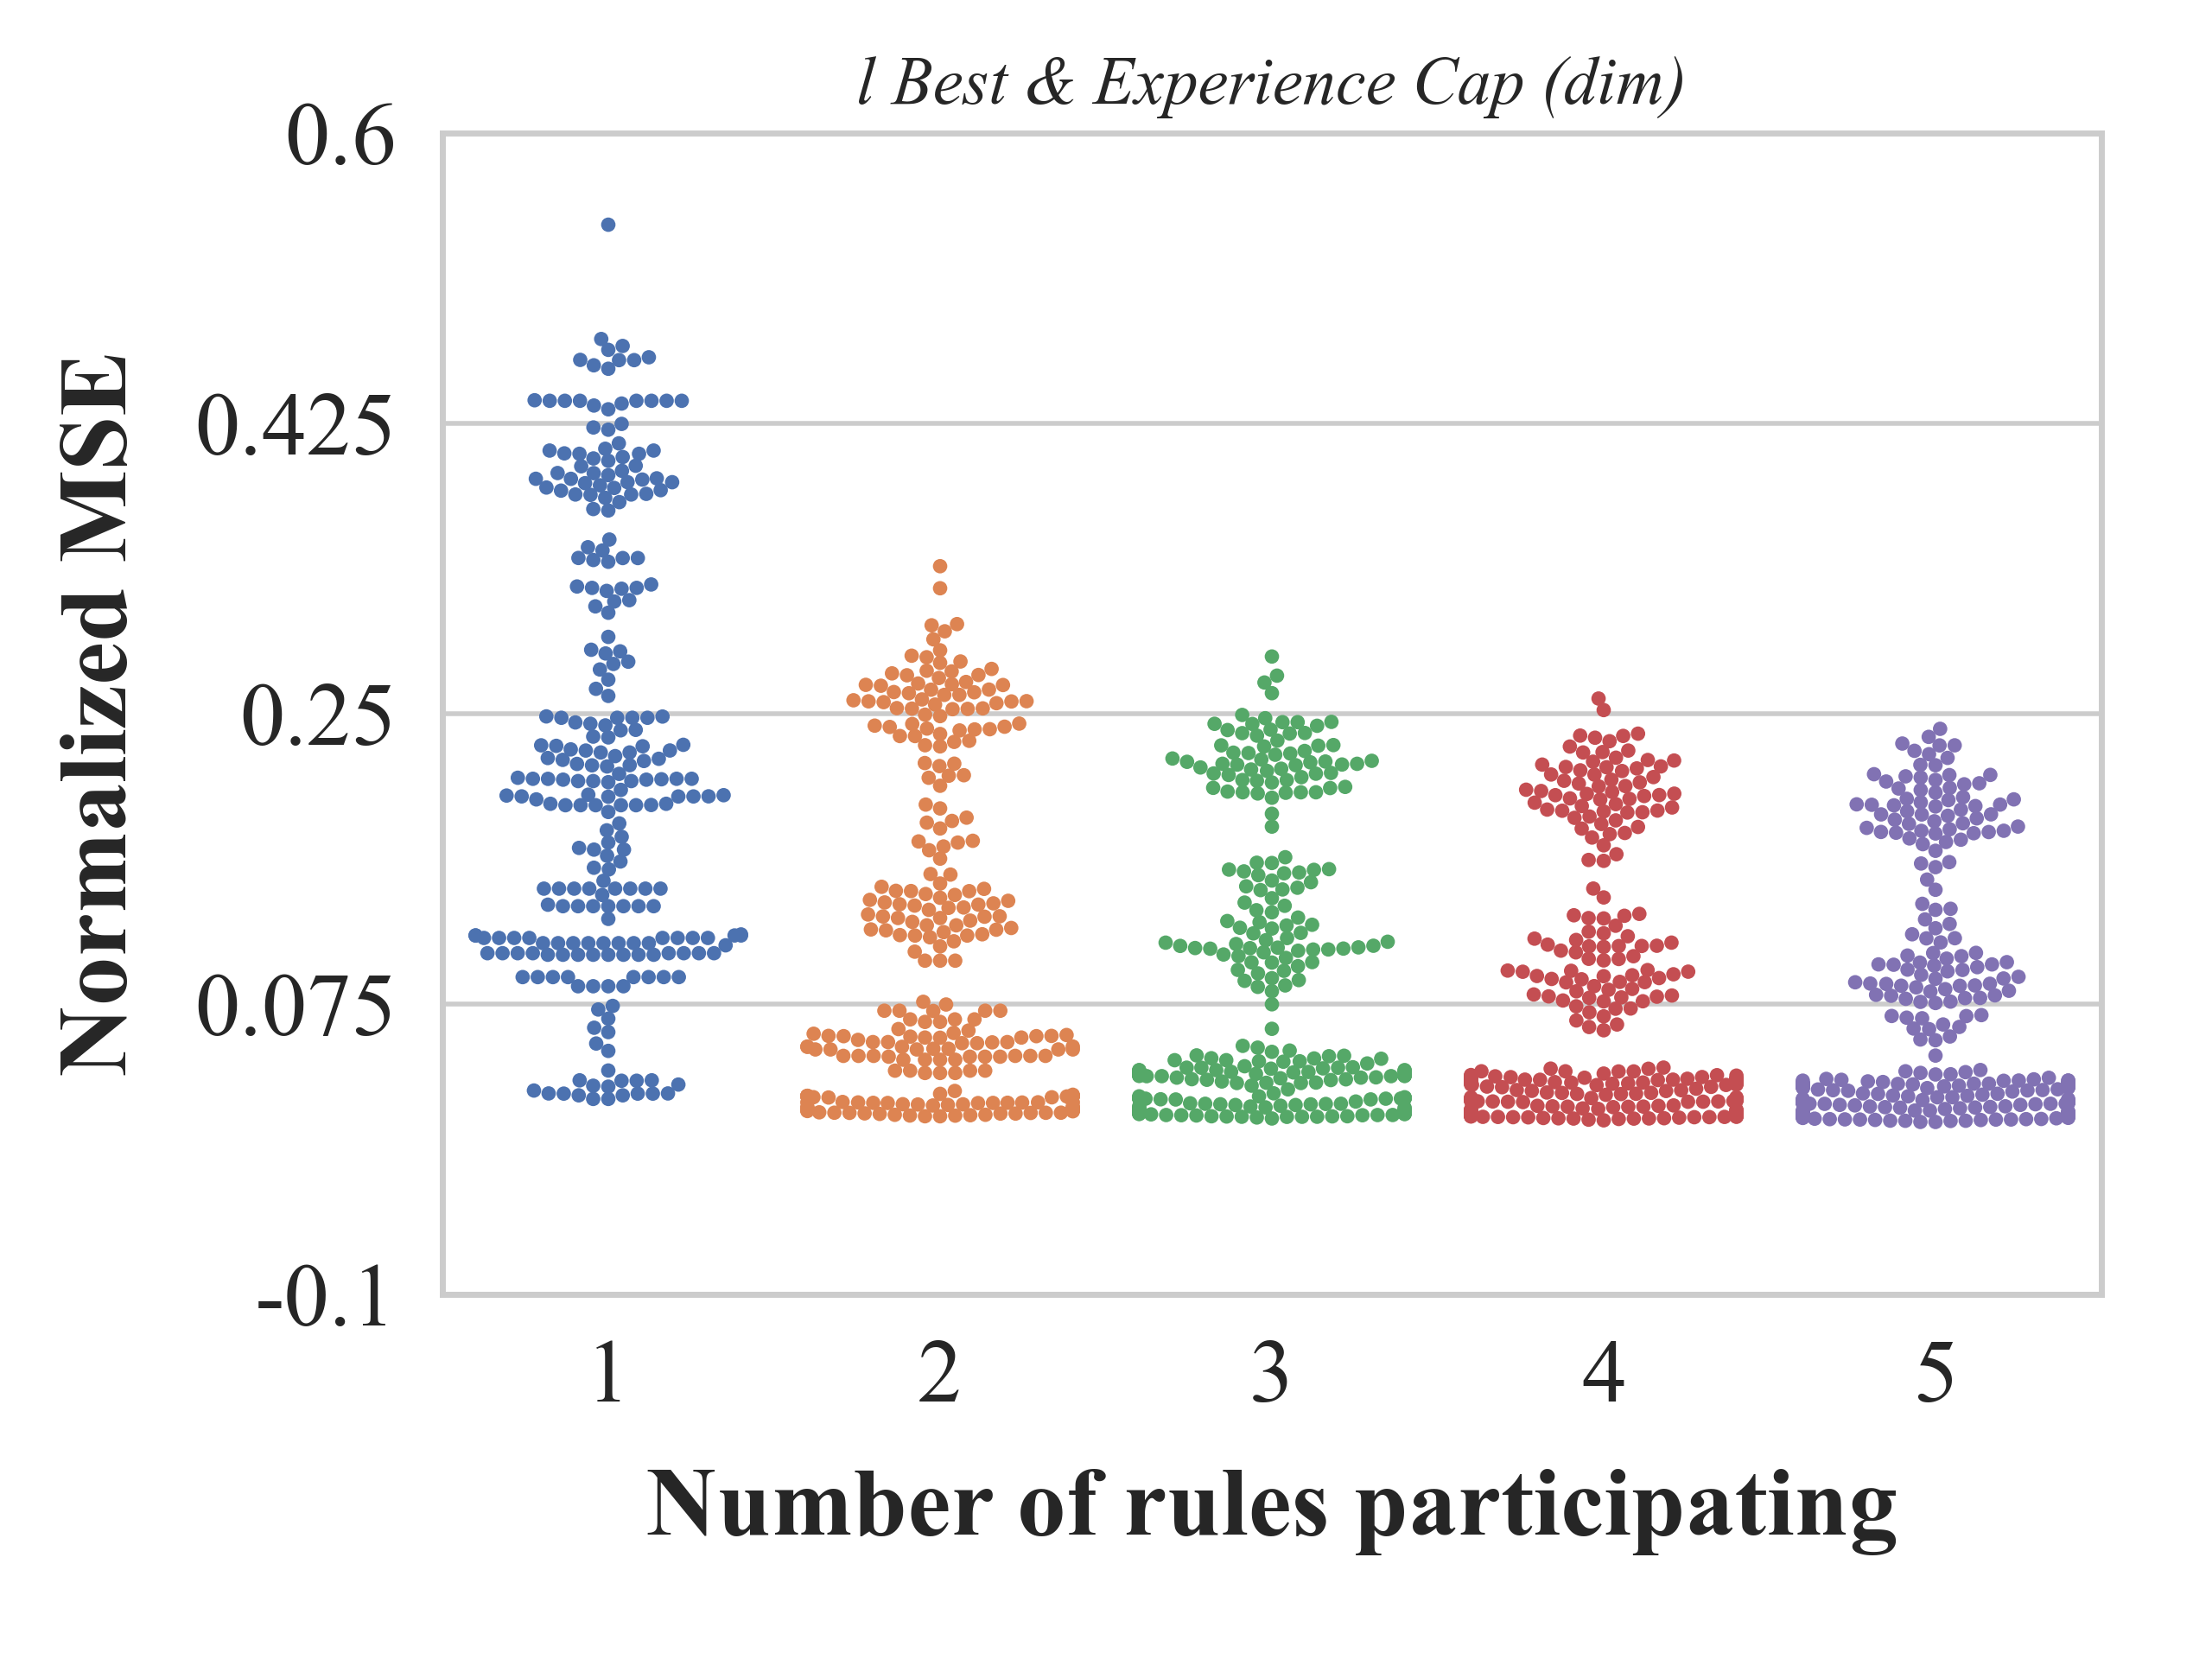 l Best & Experience Cap (dim)
0.6
0.425
0.25
0.075
-0.1
Normalized MSE
1 2 3 4 5
Number of rules participating